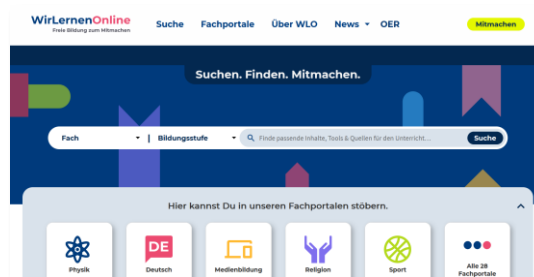 WirLernenOnline
Freie Bildung zum Mitmachen
Suche Fachportale Über WLO News OER Mitmachen
Suchen. Finden. Mitmachen.
Fach | Bildungsstufe Finde passende Inhalte, Tools & Quellen für den Unterricht... Suche
Hier kannst Du in unseren Fachportalen stöbern.
DE
Physik Deutsch Medienbildung Religion Sport Alle 28
Fachportale